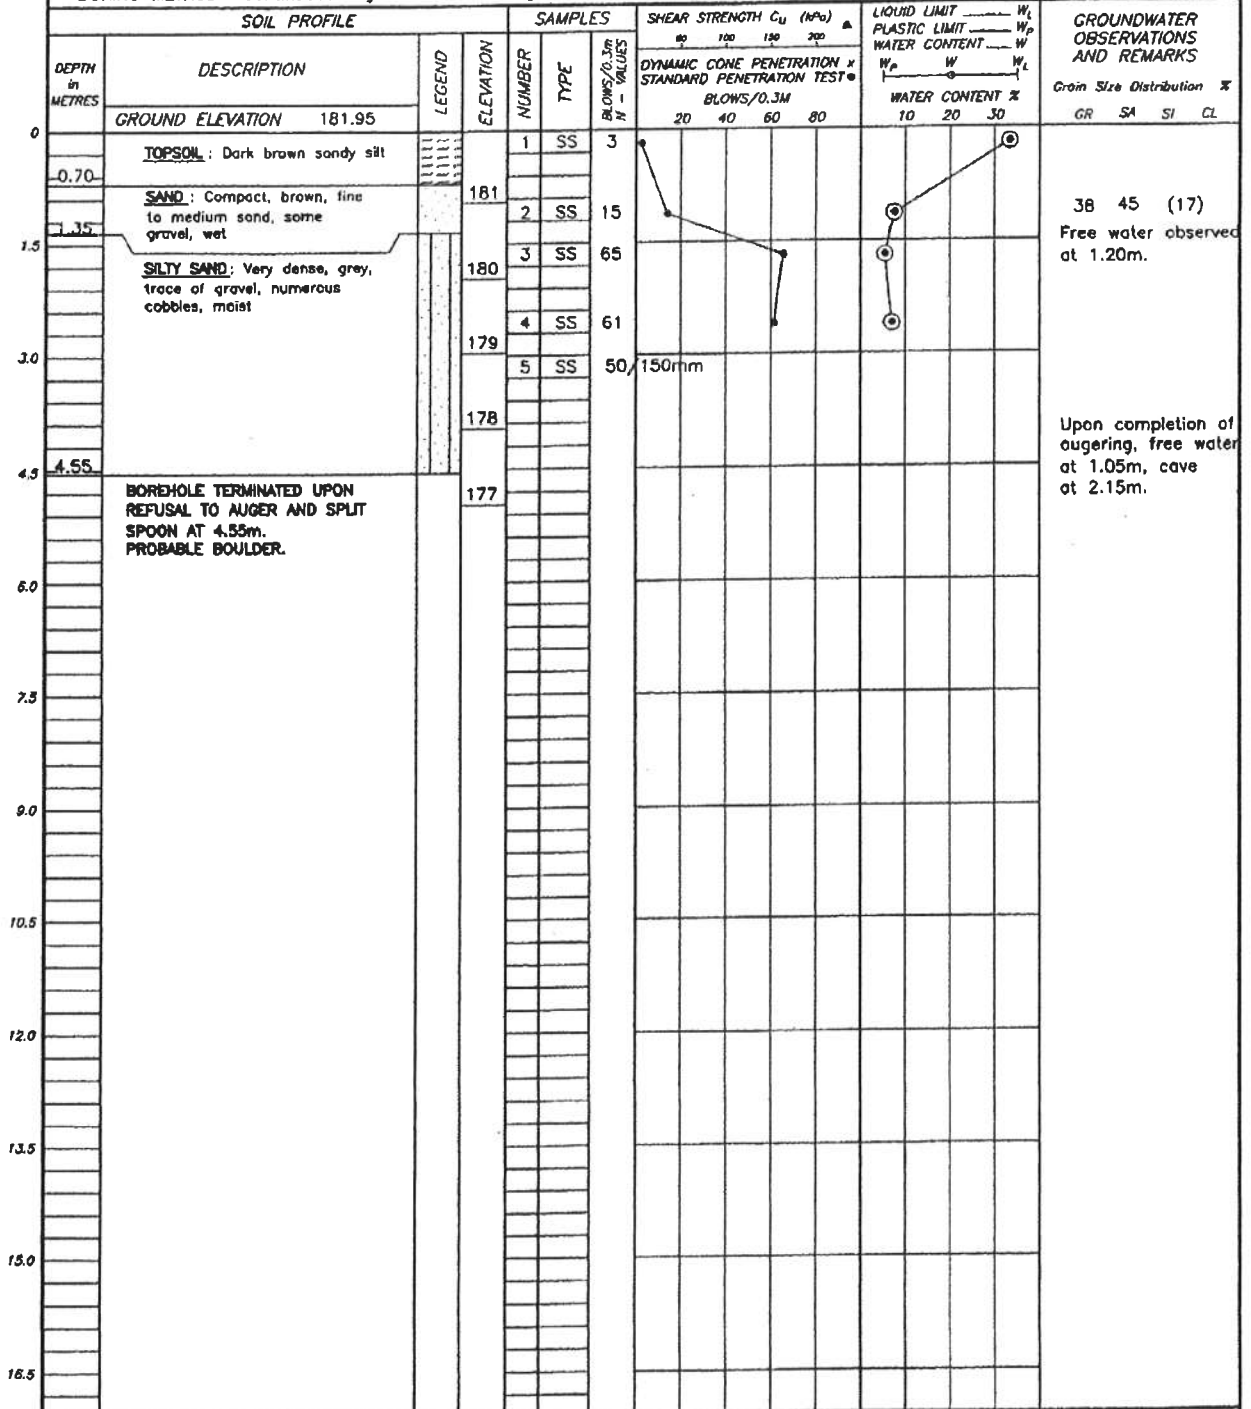 SOIL PROFILE
SAMPLES
SHEAR STRENGTH Cu (kPa) ▲
100 150 200
LIQUID LIMIT WL
PLASTIC LIMIT WP
WATER CONTENT W
GROUNDWATER
OBSERVATIONS
AND REMARKS
DEPTH
in
METRES
DESCRIPTION
LEGEND
ELEVATION
NUMBER
TYPE
BLOWS/0.3m
N - VALUES
DYNAMIC CONE PENETRATION x
STANDARD PENETRATION TEST ●
BLOWS/0.3M
20 40 60 80
WP W WL
WATER CONTENT %
10 20 30
Grain Size Distribution %
GR SA SI CL
GROUND ELEVATION 181.95
0
TOPSOIL : Dark brown sandy silt
1 SS 3
0.70
SAND : Compact, brown, fine
to medium sand, some
gravel, wet
181
2 SS 15
38 45 (17)
1.35
1.5
Free water observed
at 1.20m.
SILTY SAND: Very dense, grey,
trace of gravel, numerous
cobbles, moist
3 SS 65
180
4 SS 61
179
3.0
5 SS 50/150mm
178
Upon completion of
augering, free water
at 1.05m, cave
at 2.15m.
4.55
4.5
BOREHOLE TERMINATED UPON
REFUSAL TO AUGER AND SPLIT
SPOON AT 4.55m.
PROBABLE BOULDER.
177
6.0
7.5
9.0
10.5
12.0
13.5
15.0
16.5